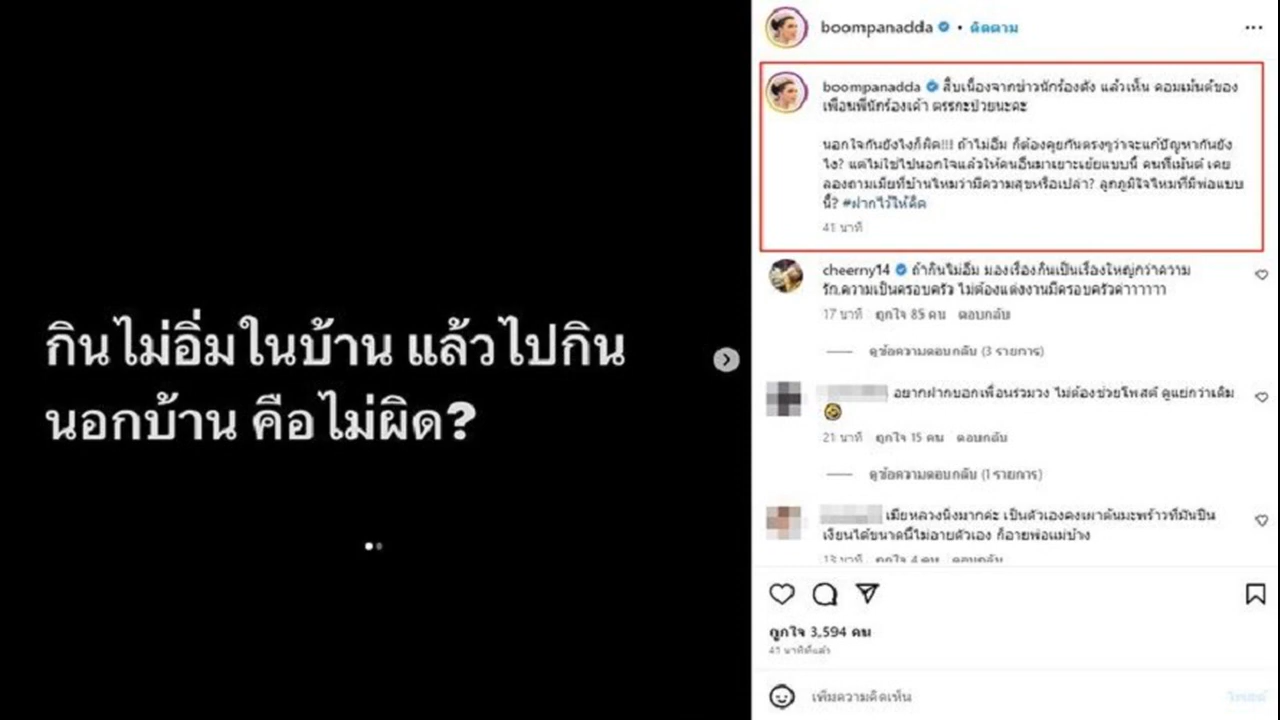 กินไม่อิ่มในบ้าน แล้วไปกิน
นอกบ้าน คือไม่ผิด?
boompanadda • ติดตาม
boompanadda สืบเนื่องจากข่าวนักร้องดัง แล้วเห็น คอมเม้นต์ของ
เพื่อนพี่นักร้องเค้า ตรรกะป่วยนะคะ
นอกใจกันยังไงก็ผิด!!! ถ้าไม่อิ่ม ก็ต้องคุยกันตรงๆว่าจะแก้ปัญหากันยัง
ไง? แต่ไม่ใช่ไปนอกใจแล้วให้คนอื่นมาเยาะเย้ยแบบนี้ คนที่เม้นต์ เคย
ลองถามเมียที่บ้านไหมว่ามีความสุขหรือเปล่า? ลูกภูมิใจไหมที่มีพ่อแบบ
นี้? #ฝากไว้ให้คิด
41 นาที
cheerny14 ถ้ากินไม่อิ่ม มองเรื่องกินเป็นเรื่องใหญ่กว่าความ
รัก.ความเป็นครอบครัว ไม่ต้องแต่งงานมีครอบครัวค่าาาาาา
17 นาที ถูกใจ 85 คน ตอบกลับ
ดูข้อความตอบกลับ (3 รายการ)
อยากฝากบอกเพื่อนร่วมวง ไม่ต้องช่วยโพสต์ ดูแย่กว่าเดิม
21 นาที ถูกใจ 15 คน ตอบกลับ
ดูข้อความตอบกลับ (1 รายการ)
เมียหลวงนิ่งมากค่ะ เป็นตัวเองคงเผาต้นมะพร้าวที่มันปีน
เงี่ยนได้ขนาดนี้ไม่อายตัวเอง ก็อายพ่อแม่บ้าง
13 นาที ถูกใจ 4 คน ตอบกลับ
ถูกใจ 3,594 คน
41 นาทีที่แล้ว
เพิ่มความคิดเห็น
โพสต์